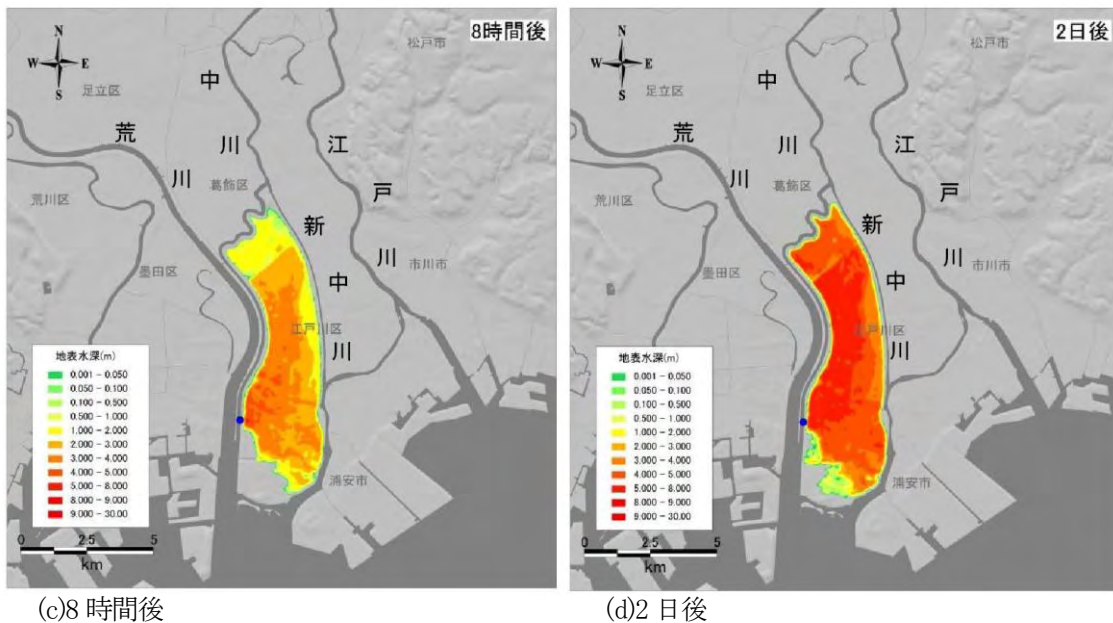 8時間後
N
W E
S
松戸市
足立区
中
川
荒
川
江
戸
川
葛飾区
荒川区
新
中
川
市川市
墨田区
江戸川区
地表水深(m)
0.001 - 0.050
0.050 - 0.100
0.100 - 0.500
0.500 - 1.000
1.000 - 2.000
2.000 - 3.000
3.000 - 4.000
4.000 - 5.000
5.000 - 8.000
8.000 - 9.000
9.000 - 30.00
浦安市
0 2.5 5
km
(c)8 時間後
2日後
N
W E
S
松戸市
足立区
中
川
荒
川
江
戸
川
葛飾区
荒川区
新
中
川
市川市
墨田区
江戸川区
地表水深(m)
0.001 - 0.050
0.050 - 0.100
0.100 - 0.500
0.500 - 1.000
1.000 - 2.000
2.000 - 3.000
3.000 - 4.000
4.000 - 5.000
5.000 - 8.000
8.000 - 9.000
9.000 - 30.00
浦安市
0 2.5 5
km
(d)2 日後